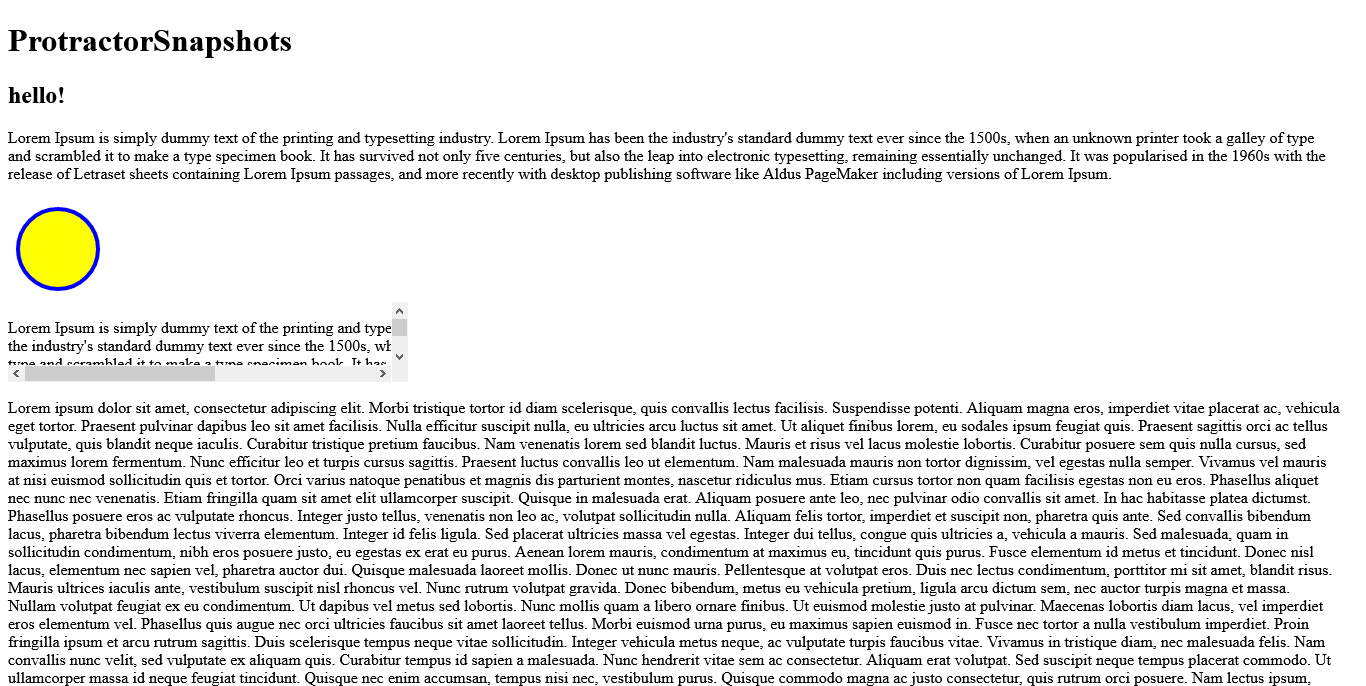 ProtractorSnapshots
hello!
Lorem Ipsum is simply dummy text of the printing and typesetting industry. Lorem Ipsum has been the industry's standard dummy text ever since the 1500s, when an unknown printer took a galley of type
and scrambled it to make a type specimen book. It has survived not only five centuries, but also the leap into electronic typesetting, remaining essentially unchanged. It was popularised in the 1960s with the
release of Letraset sheets containing Lorem Ipsum passages, and more recently with desktop publishing software like Aldus PageMaker including versions of Lorem Ipsum.
Lorem Ipsum is simply dummy text of the printing and type
the industry's standard dummy text ever since the 1500s, wh
type and scrambled it to make a type specimen book. It has
Lorem ipsum dolor sit amet, consectetur adipiscing elit. Morbi tristique tortor id diam scelerisque, quis convallis lectus facilisis. Suspendisse potenti. Aliquam magna eros, imperdiet vitae placerat ac, vehicula
eget tortor. Praesent pulvinar dapibus leo sit amet facilisis. Nulla efficitur suscipit nulla, eu ultricies arcu luctus sit amet. Ut aliquet finibus lorem, eu sodales ipsum feugiat quis. Praesent sagittis orci ac tellus
vulputate, quis blandit neque iaculis. Curabitur tristique pretium faucibus. Nam venenatis lorem sed blandit luctus. Mauris et risus vel lacus molestie lobortis. Curabitur posuere sem quis nulla cursus, sed
maximus lorem fermentum. Nunc efficitur leo et turpis cursus sagittis. Praesent luctus convallis leo ut elementum. Nam malesuada mauris non tortor dignissim, vel egestas nulla semper. Vivamus vel mauris
at nisi euismod sollicitudin quis et tortor. Orci varius natoque penatibus et magnis dis parturient montes, nascetur ridiculus mus. Etiam cursus tortor non quam facilisis egestas non eu eros. Phasellus aliquet
nec nunc nec venenatis. Etiam fringilla quam sit amet elit ullamcorper suscipit. Quisque in malesuada erat. Aliquam posuere ante leo, nec pulvinar odio convallis sit amet. In hac habitasse platea dictumst.
Phasellus posuere eros ac vulputate rhoncus. Integer justo tellus, venenatis non leo ac, volutpat sollicitudin nulla. Aliquam felis tortor, imperdiet et suscipit non, pharetra quis ante. Sed convallis bibendum
lacus, pharetra bibendum lectus viverra elementum. Integer id felis ligula. Sed placerat ultricies massa vel egestas. Integer dui tellus, congue quis ultricies a, vehicula a mauris. Sed malesuada, quam in
sollicitudin condimentum, nibh eros posuere justo, eu egestas ex erat eu purus. Aenean lorem mauris, condimentum at maximus eu, tincidunt quis purus. Fusce elementum id metus et tincidunt. Donec nisl
lacus, elementum nec sapien vel, pharetra auctor dui. Quisque malesuada laoreet mollis. Donec ut nunc mauris. Pellentesque at volutpat eros. Duis nec lectus condimentum, porttitor mi sit amet, blandit risus.
Mauris ultrices iaculis ante, vestibulum suscipit nisl rhoncus vel. Nunc rutrum volutpat gravida. Donec bibendum, metus eu vehicula pretium, ligula arcu dictum sem, nec auctor turpis magna et massa.
Nullam volutpat feugiat ex eu condimentum. Ut dapibus vel metus sed lobortis. Nunc mollis quam a libero ornare finibus. Ut euismod molestie justo at pulvinar. Maecenas lobortis diam lacus, vel imperdiet
eros elementum vel. Phasellus quis augue nec orci ultricies faucibus sit amet laoreet tellus. Morbi euismod urna purus, eu maximus sapien euismod in. Fusce nec tortor a nulla vestibulum imperdiet. Proin
fringilla ipsum et arcu rutrum sagittis. Duis scelerisque tempus neque vitae sollicitudin. Integer vehicula metus neque, ac vulputate turpis faucibus vitae. Vivamus in tristique diam, nec malesuada felis. Nam
convallis nunc velit, sed vulputate ex aliquam quis. Curabitur tempus id sapien a malesuada. Nunc hendrerit vitae sem ac consectetur. Aliquam erat volutpat. Sed suscipit neque tempus placerat commodo. Ut
ullamcorper massa id neque feugiat tincidunt. Quisque nec enim accumsan, tempus nisi nec, vestibulum purus. Quisque commodo magna ac justo consectetur, quis rutrum orci posuere. Nam lectus ipsum,